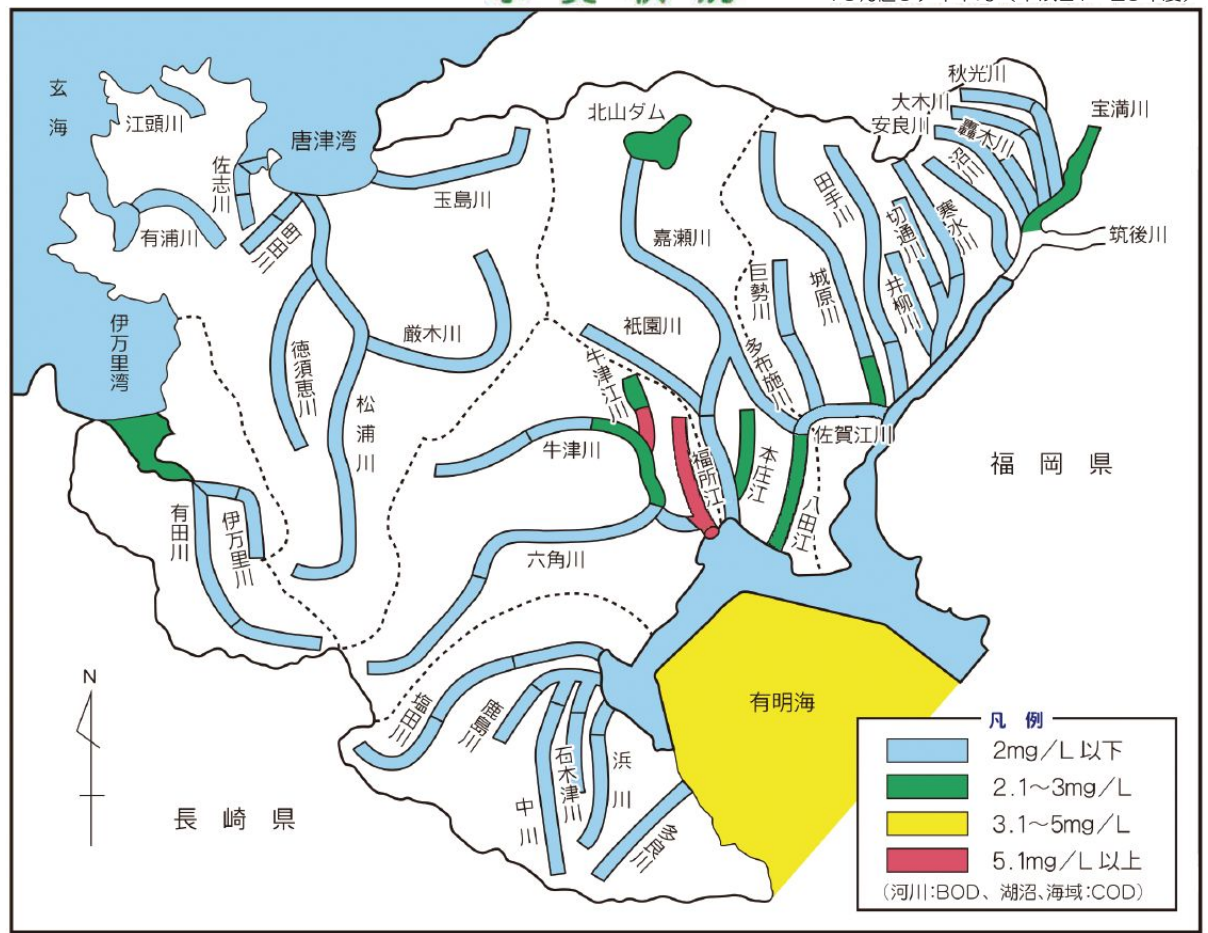 玄海
江頭川
唐津湾
佐志川
有浦川
町田川
玉島川
北山ダム
秋光川
大木川
安良川
轟木川
沼川
宝満川
筑後川
田手川
切通川
寒水川
井柳川
嘉瀬川
巨勢川
城原川
多布施川
祇園川
厳木川
徳須恵川
松浦川
伊万里湾
牛津江川
牛津川
福所江
本庄江
佐賀江川
八田江
福岡県
有田川
伊万里川
六角川
N
塩田川
鹿島川
石木津川
浜川
中川
多良川
長崎県
有明海
凡例
2mg/L 以下
2.1〜3mg/L
3.1〜5mg/L
5.1mg/L 以上
(河川:BOD、湖沼、海域:COD)